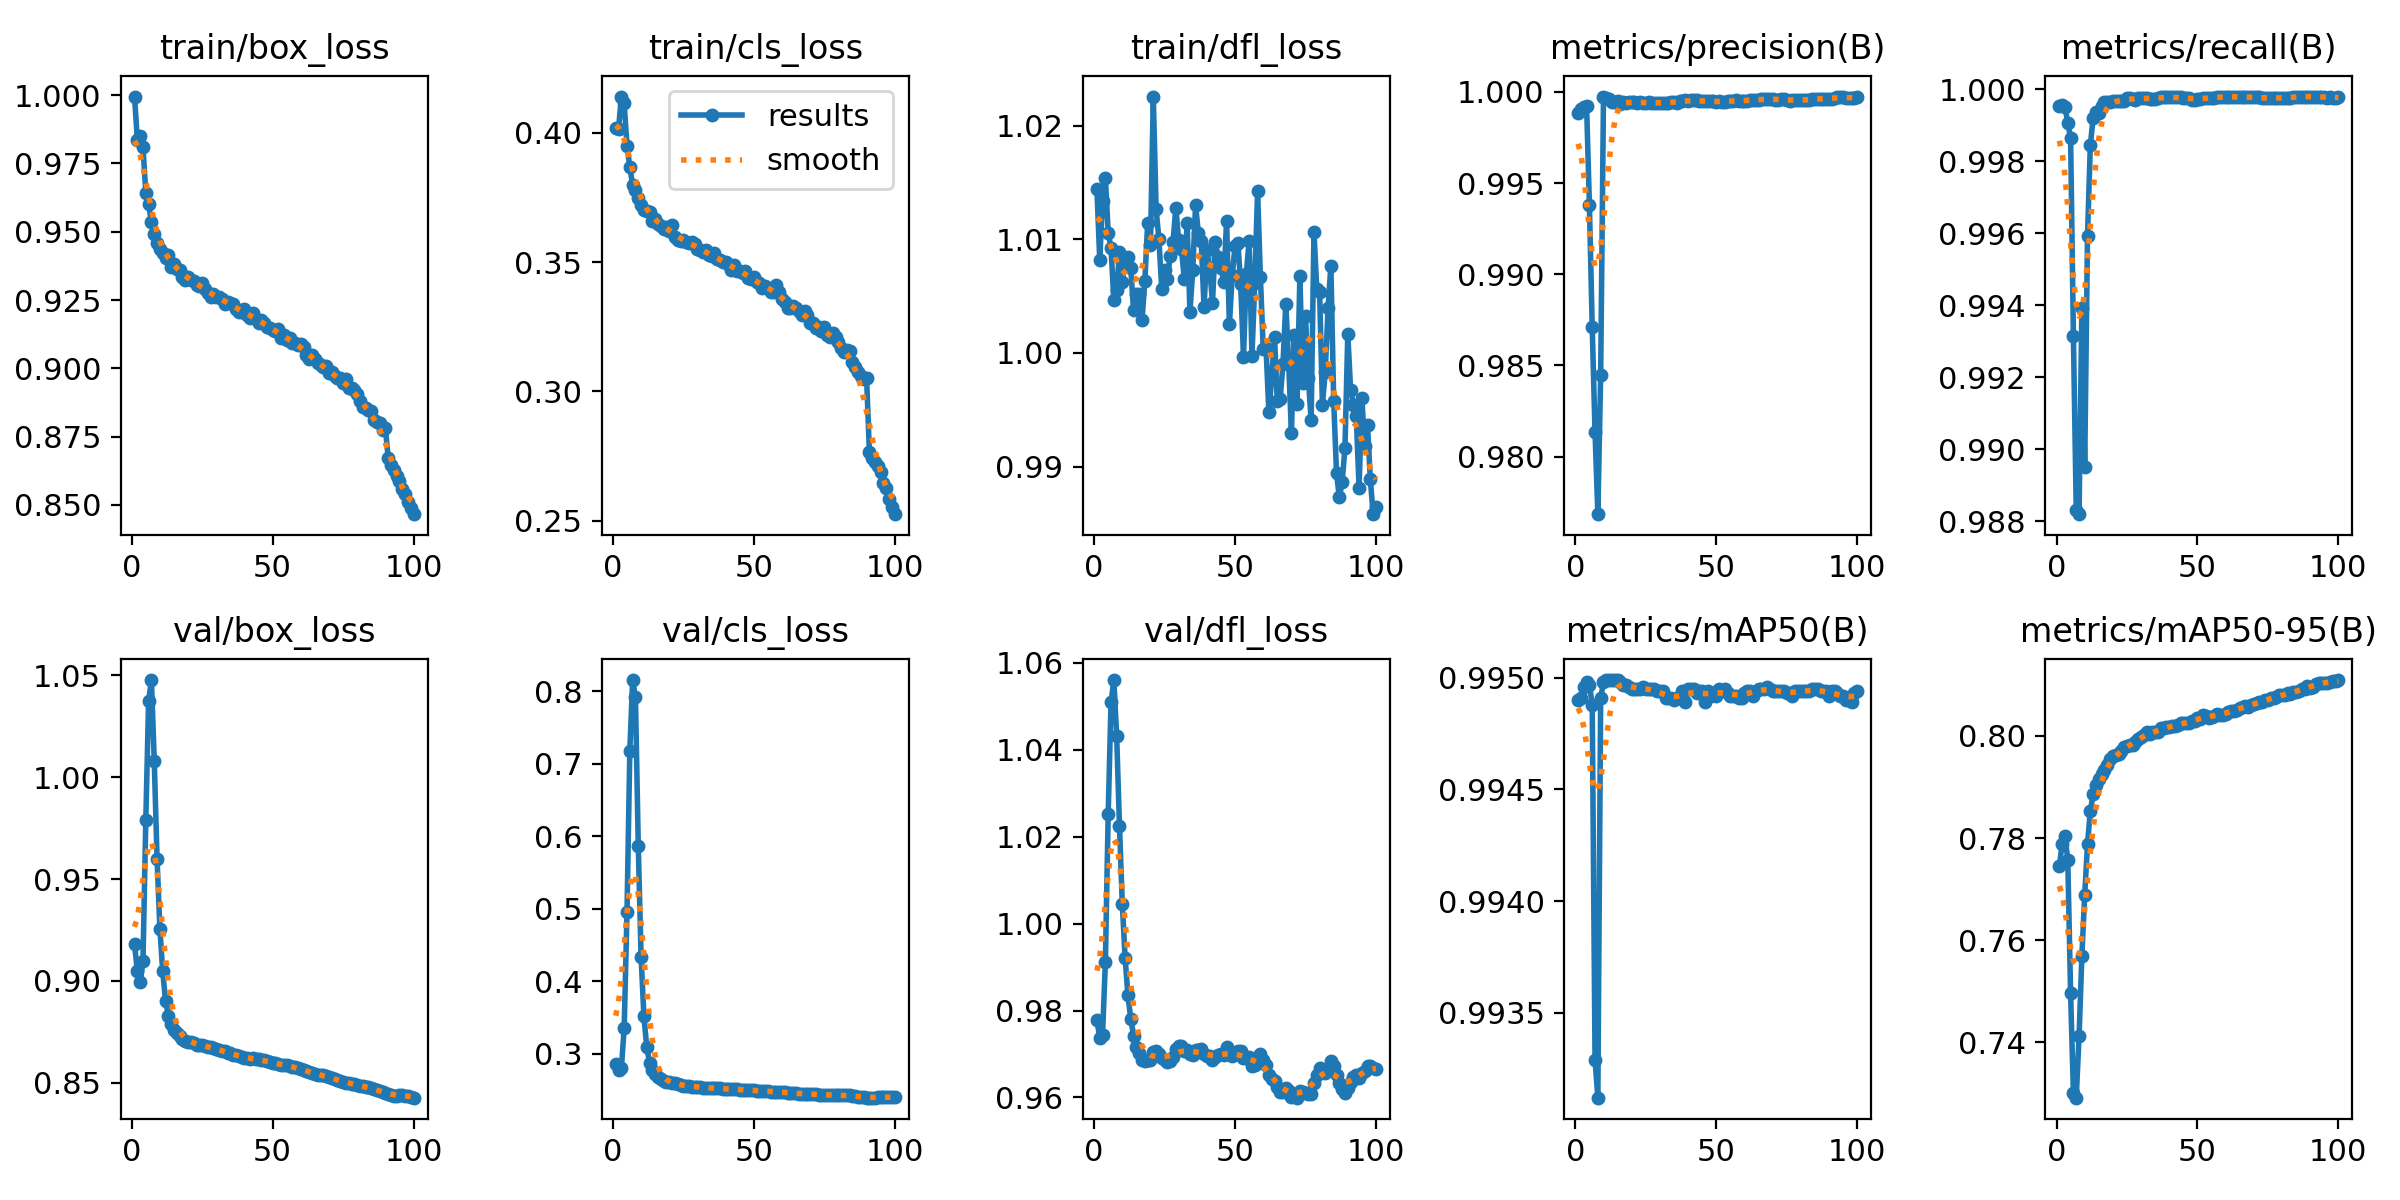 train/box_loss
1.000
0.975
0.950
0.925
0.900
0.875
0.850
0 50 100
train/cls_loss
results
smooth
0.40
0.35
0.30
0.25
0 50 100
train/dfl_loss
1.02
1.01
1.00
0.99
0 50 100
metrics/precision(B)
1.000
0.995
0.990
0.985
0.980
0 50 100
metrics/recall(B)
1.000
0.998
0.996
0.994
0.992
0.990
0.988
0 50 100
val/box_loss
1.05
1.00
0.95
0.90
0.85
0 50 100
val/cls_loss
0.8
0.7
0.6
0.5
0.4
0.3
0 50 100
val/dfl_loss
1.06
1.04
1.02
1.00
0.98
0.96
0 50 100
metrics/mAP50(B)
0.9950
0.9945
0.9940
0.9935
0 50 100
metrics/mAP50-95(B)
0.80
0.78
0.76
0.74
0 50 100